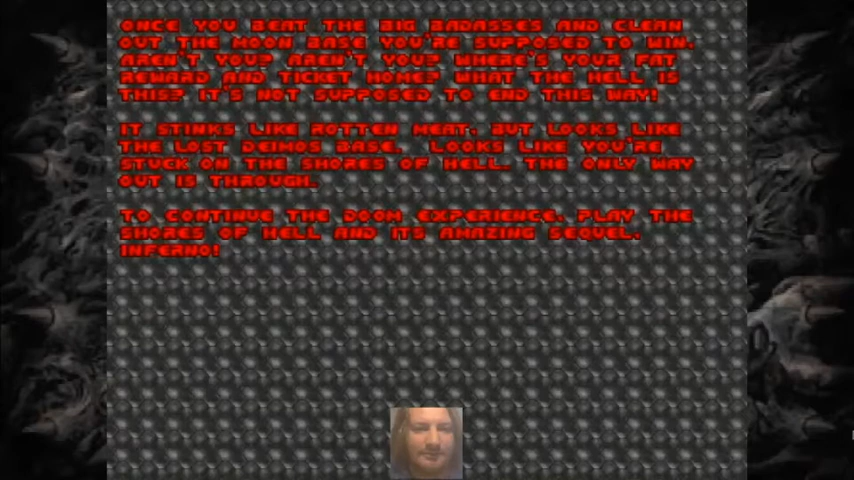 ONCE YOU BEAT THE BIG BADASSES AND CLEAN
OUT THE MOON BASE YOU'RE SUPPOSED TO WIN,
AREN'T YOU? AREN'T YOU? WHERE'S YOUR FAT
REWARD AND TICKET HOME? WHAT THE HELL IS
THIS? IT'S NOT SUPPOSED TO END THIS WAY!
IT STINKS LIKE ROTTEN MEAT, BUT LOOKS LIKE
THE LOST DEIMOS BASE. LOOKS LIKE YOU'RE
STUCK ON THE SHORES OF HELL. THE ONLY WAY
OUT IS THROUGH.
TO CONTINUE THE DOOM EXPERIENCE, PLAY THE
SHORES OF HELL AND ITS AMAZING SEQUEL,
INFERNO!